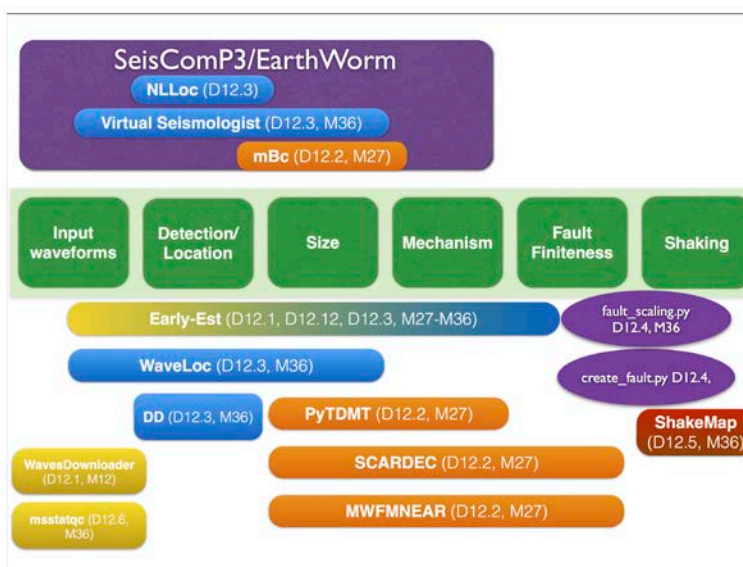 SeisComP3/EarthWorm
NLLoc (D12.3)
Virtual Seismologist (D12.3, M36)
mBc (D12.2, M27)
Input
waveforms
Detection/
Location
Size
Mechanism
Fault
Finiteness
Shaking
Early-Est (D12.1, D12.12, D12.3, M27-M36)
fault_scaling.py
D12.4, M36
WaveLoc (D12.3, M36)
create_fault.py D12.4,
DD (D12.3, M36)
PyTDMT (D12.2, M27)
ShakeMap
(D12.5, M36)
WavesDownloader
(D12.1, M12)
SCARDEC (D12.2, M27)
msstatqc (D12.6,
M36)
MWFMNEAR (D12.2, M27)